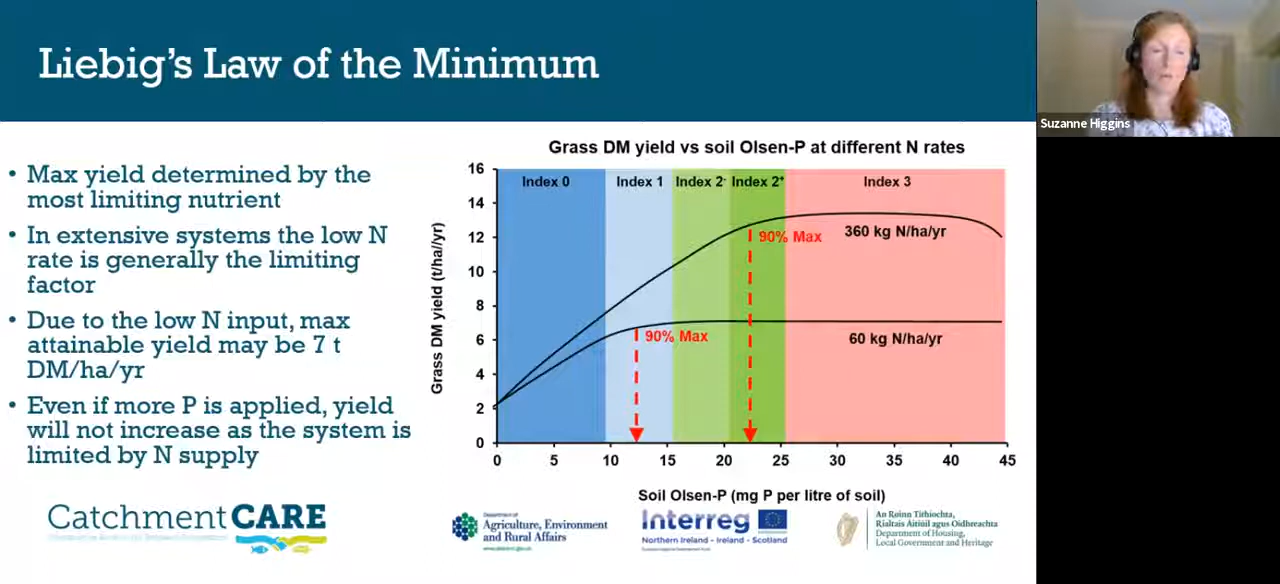 Liebig's Law of the Minimum
Suzanne Higgins
• Max yield determined by the
most limiting nutrient
• In extensive systems the low N
rate is generally the limiting
factor
• Due to the low N input, max
attainable yield may be 7 t
DM/ha/yr
• Even if more P is applied, yield
will not increase as the system is
limited by N supply
Grass DM yield vs soil Olsen-P at different N rates
Grass DM yield (t/ha//yr)
16
14
12
10
8
6
4
2
0
Index 0 Index 1 Index 2- Index 2+ Index 3
90% Max 360 kg N/ha/yr
90% Max 60 kg N/ha/yr
0 5 10 15 20 25 30 35 40 45
Soil Olsen-P (mg P per litre of soil)
CatchmentCARE
Department of
Agriculture, Environment
and Rural Affairs
Interreg
Northern Ireland - Ireland - Scotland
An Roinn Tithíochta,
Rialtais Áitiúil agus Oidhreachta
Department of Housing,
Local Government and Heritage